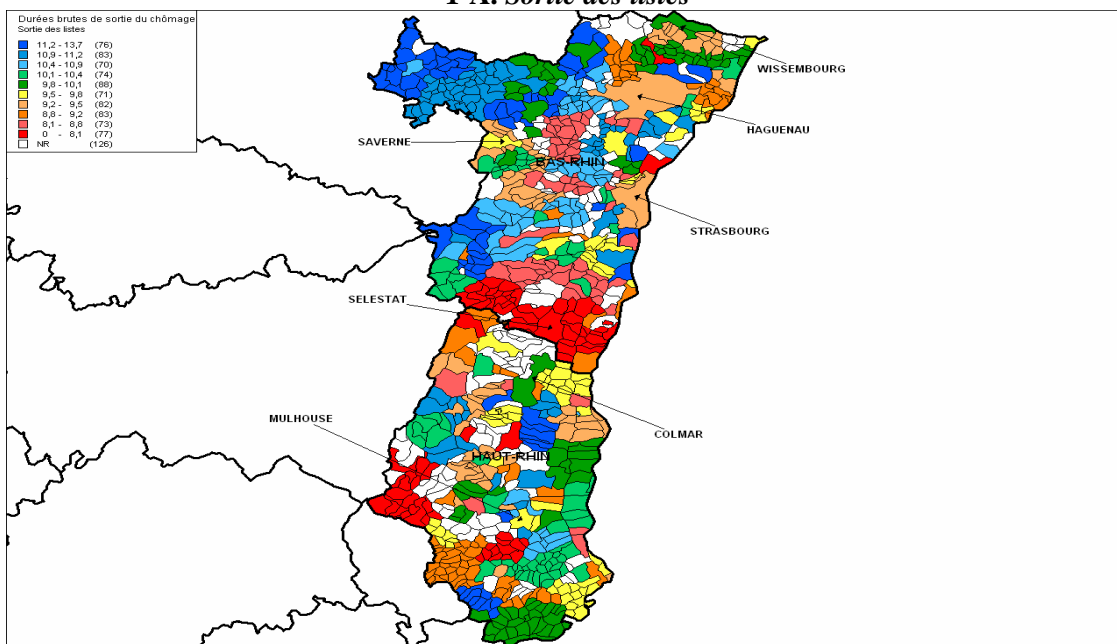 1-A: Sortie des listes
Durées brutes de sortie du chômage
Sortie des listes
11,2 - 13,7 (76)
10,9 - 11,2 (83)
10,4 - 10,9 (70)
10,1 - 10,4 (74)
9,8 - 10,1 (88)
9,5 - 9,8 (71)
9,2 - 9,5 (82)
8,8 - 9,2 (83)
8,1 - 8,8 (73)
0 - 8,1 (77)
NR (126)
WISSEMBOURG
HAGUENAU
SAVERNE
BAS-RHIN
STRASBOURG
SELESTAT
MULHOUSE
COLMAR
HAUT-RHIN